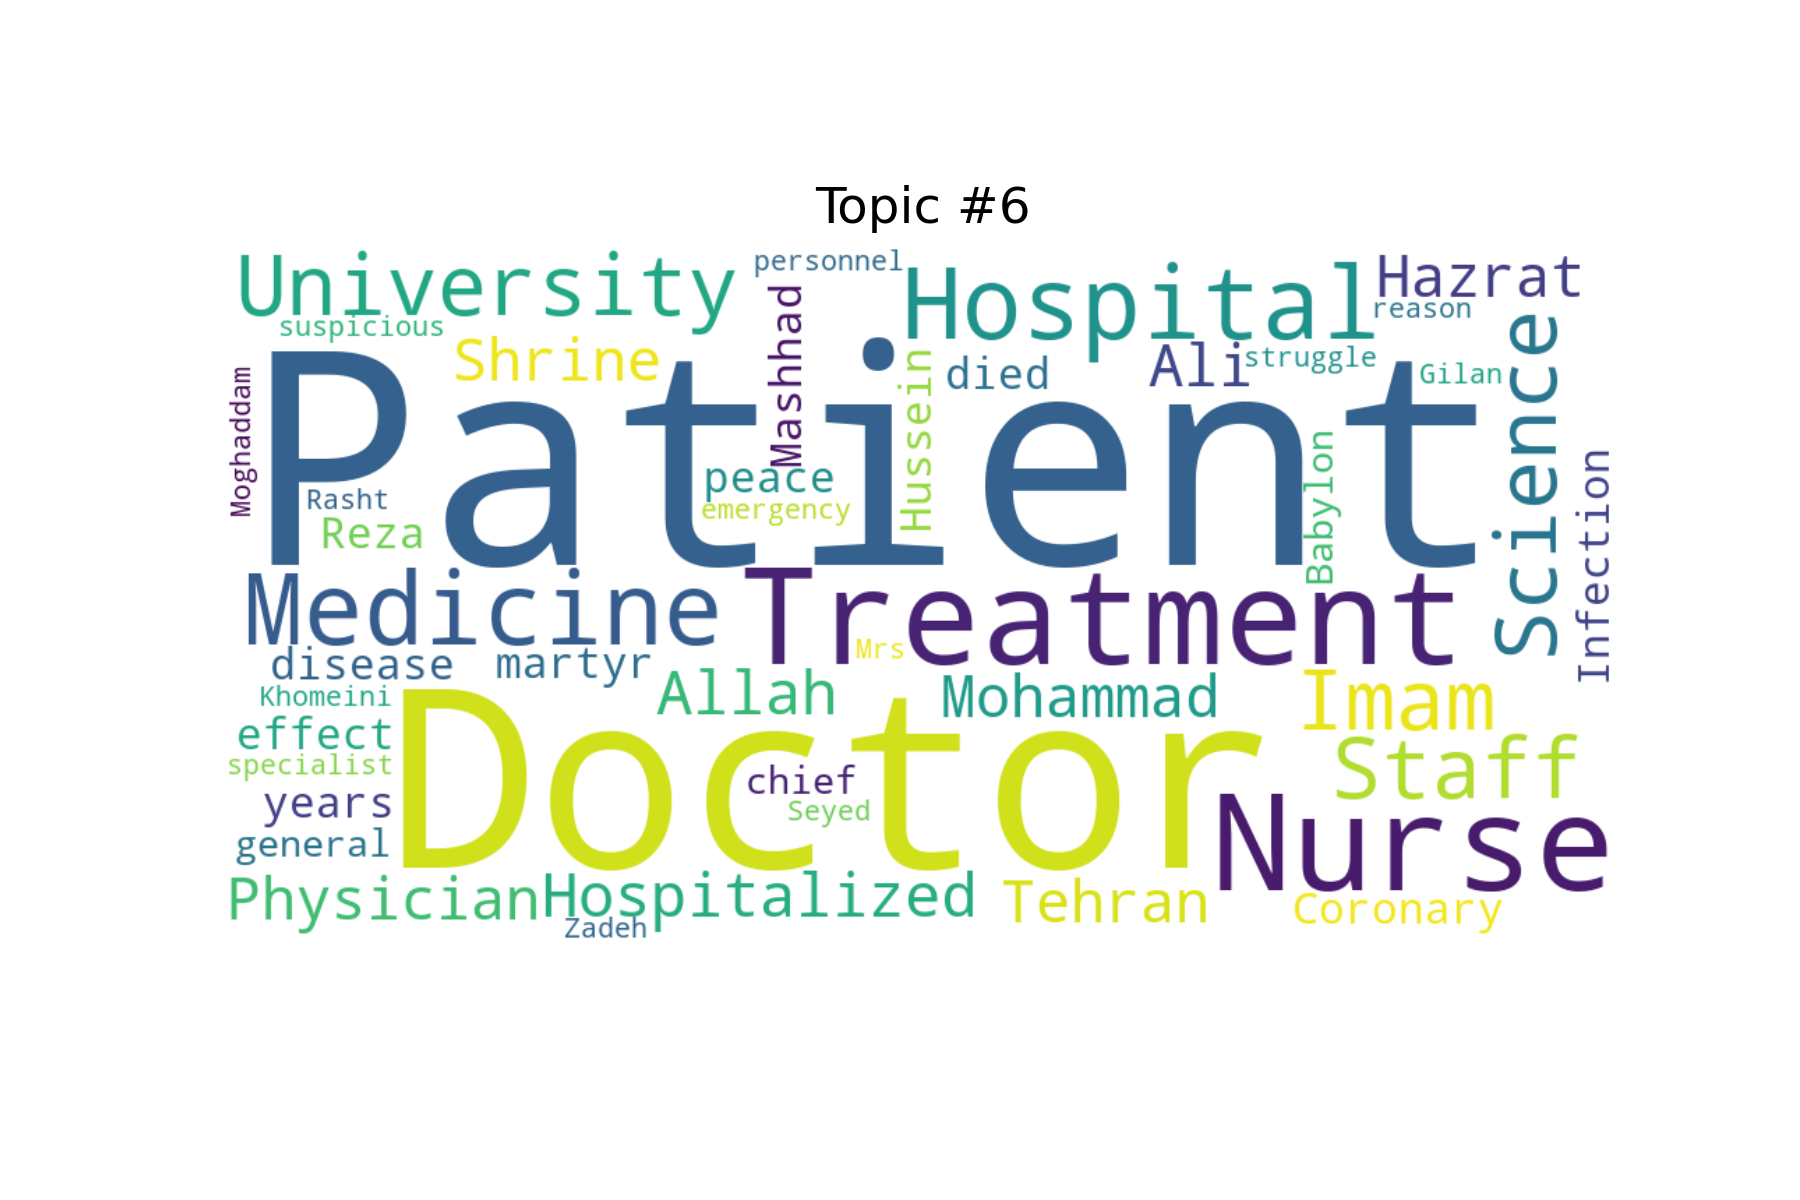 Topic #6
University
personnel
Hospital
Hazrat
suspicious
reason
Shrine
Mashhad
Hussein
died
Ali
struggle
Gilan
Science
Moghaddam
Patient
Rasht
Reza
peace
emergency
Babylon
Infection
Medicine
Treatment
Mrs
disease
martyr
Khomeini
Allah
Mohammad
Imam
effect
specialist
Doctor
chief
Seyed
Staff
years
general
Nurse
Physician
Hospitalized
Zadeh
Tehran
Coronary